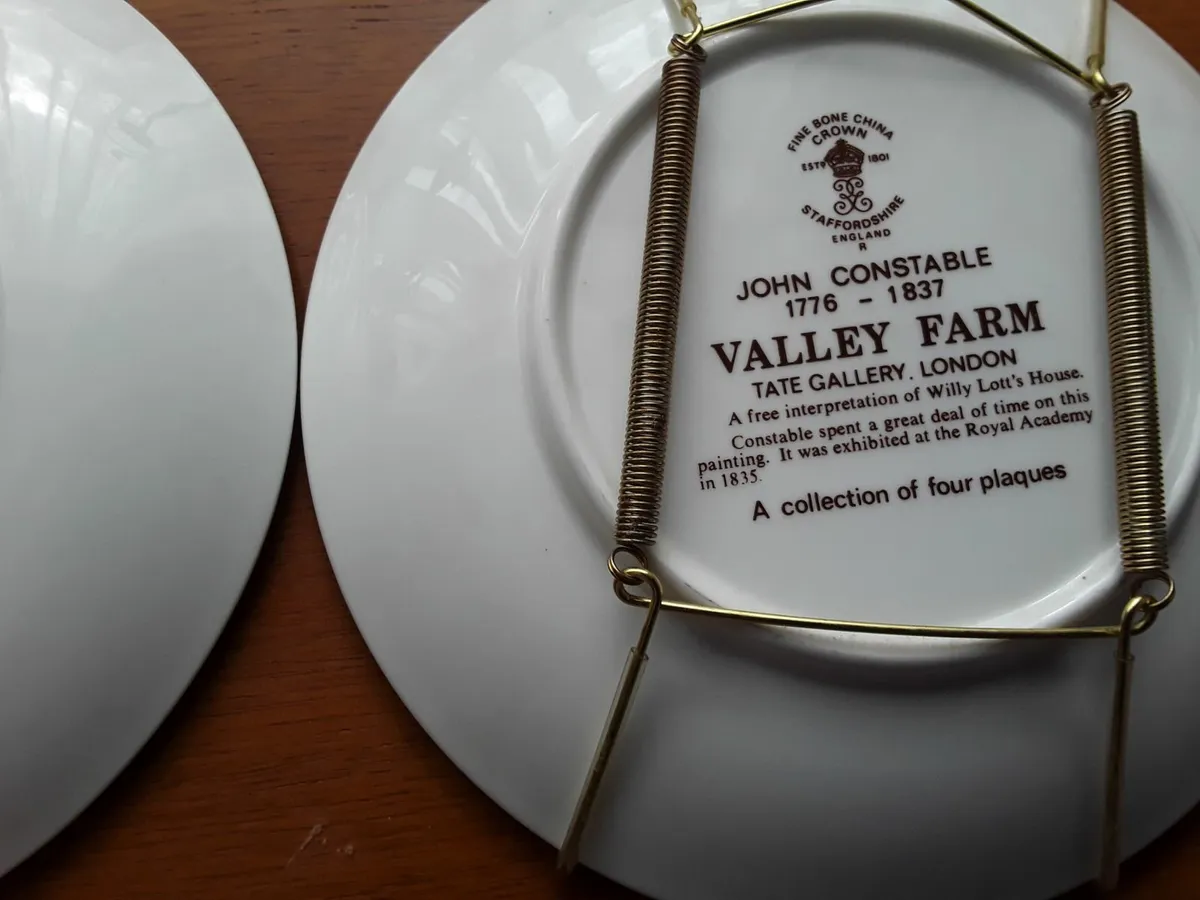 FINE BONE CHINA
CROWN
ESTD 1801
STAFFORDSHIRE
ENGLAND
R
JOHN CONSTABLE
1776 - 1837
VALLEY FARM
TATE GALLERY. LONDON
A free interpretation of Willy Lott's House.
Constable spent a great deal of time on this
painting. It was exhibited at the Royal Academy
in 1835.
A collection of four plaques